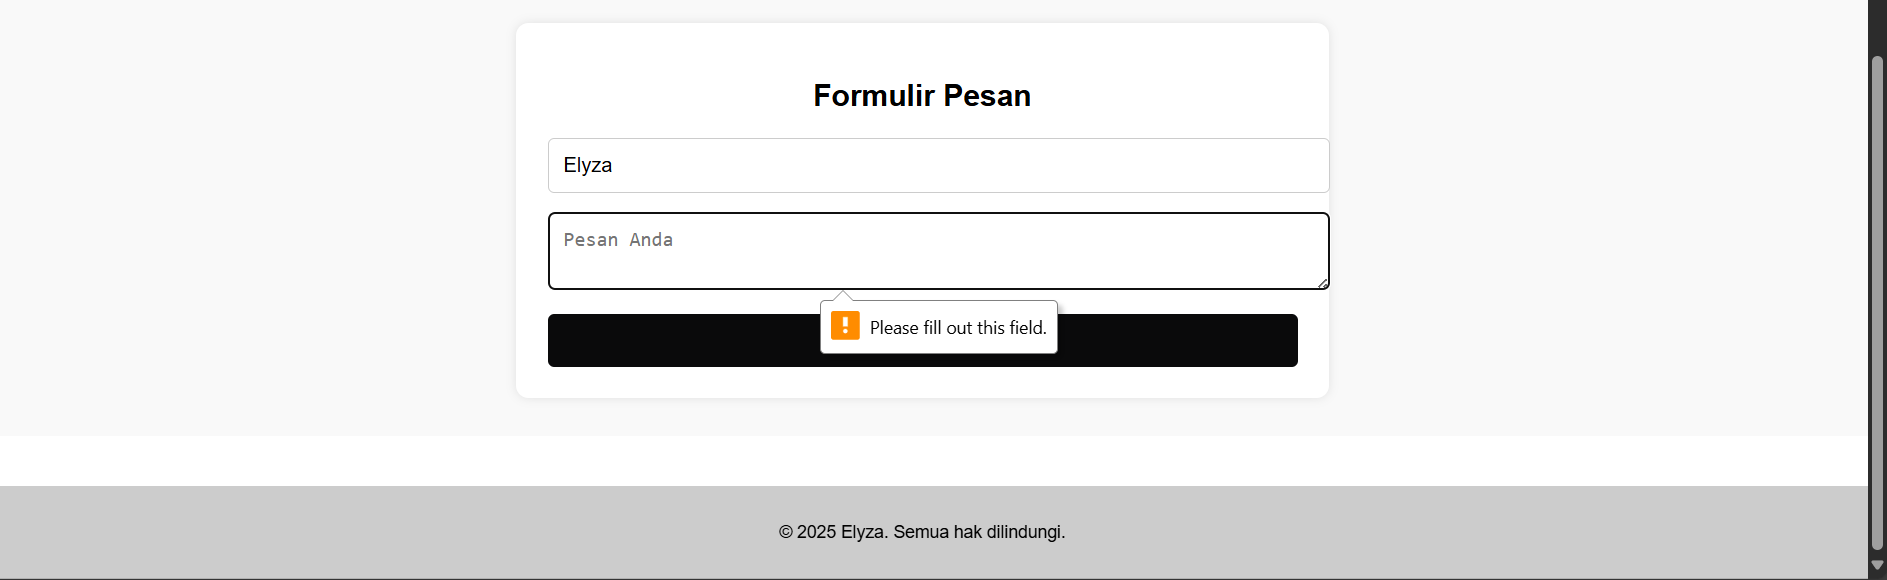 Formulir Pesan
Elyza
Pesan Anda
Please fill out this field.
© 2025 Elyza. Semua hak dilindungi.